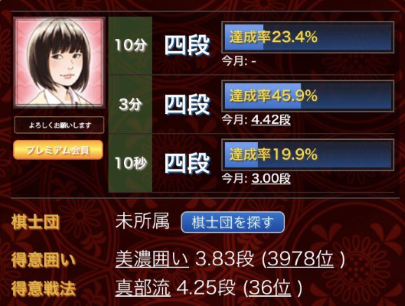 10分 四段 達成率23.4%
今月: -
3分 四段 達成率45.9%
今月: 4.42段
よろしくお願いします
プレミアム会員
10秒 四段 達成率19.9%
今月: 3.00段
棋士団 未所属 棋士団を探す
得意囲い 美濃囲い 3.83段 (3978位 )
得意戦法 真部流 4.25段 (36位 )